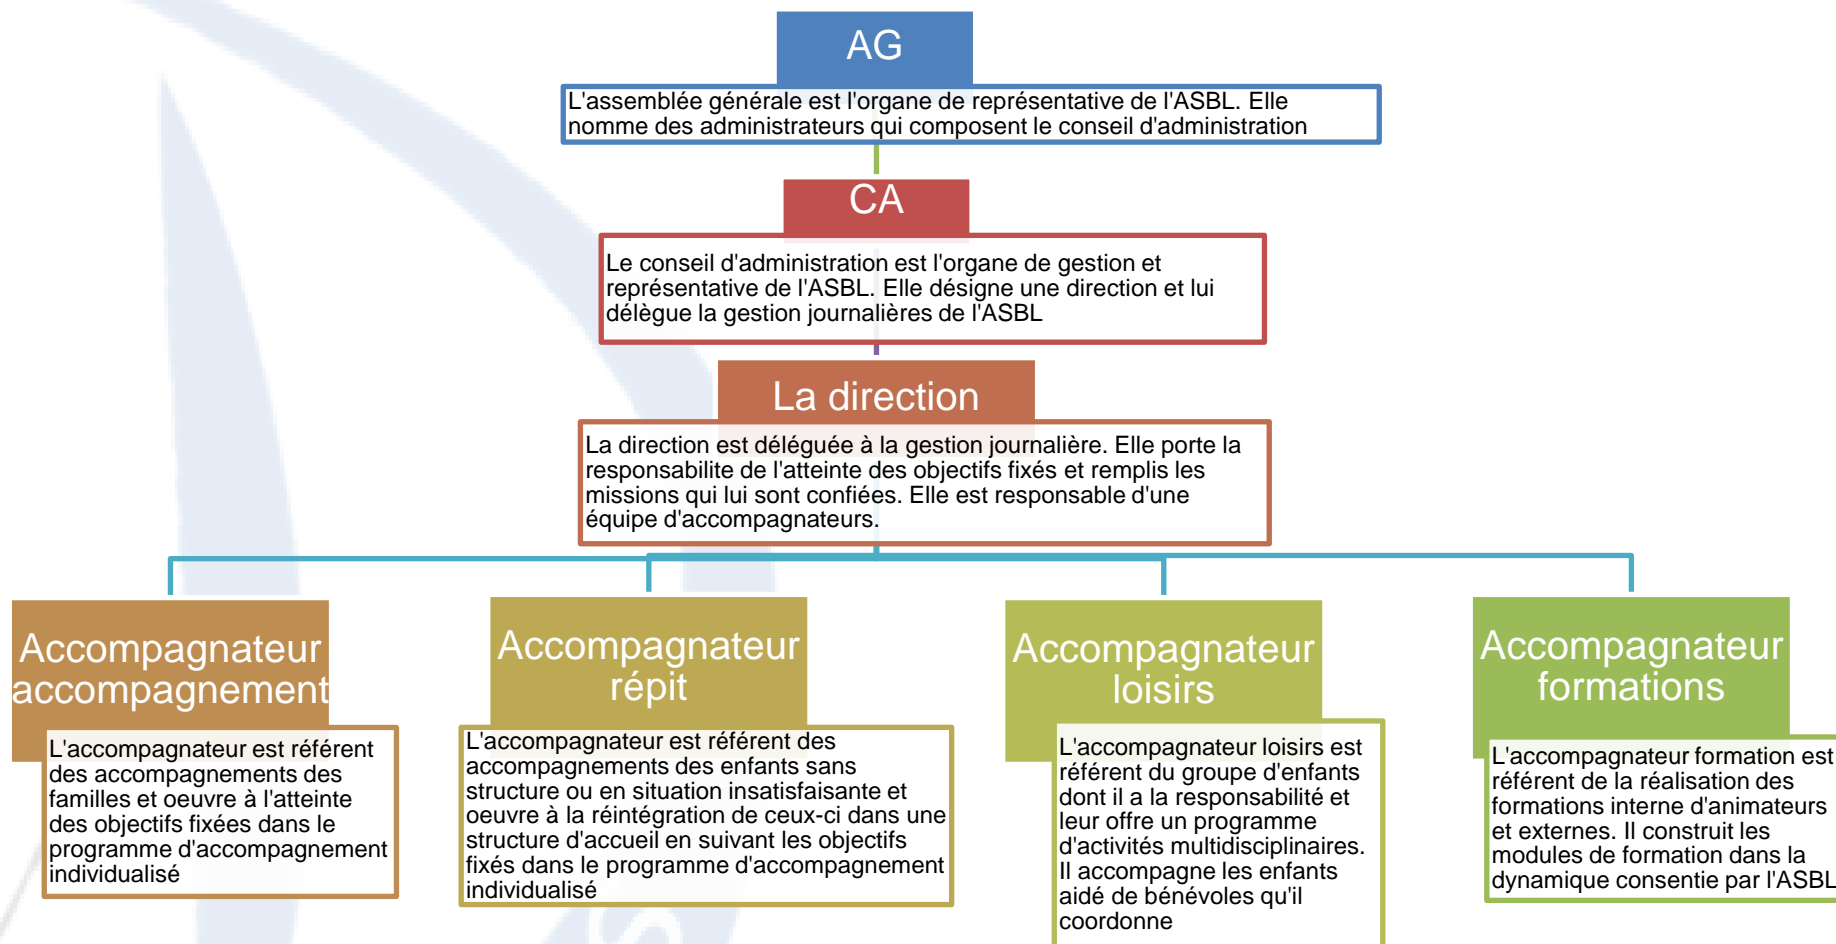 AG
L'assemblée générale est l'organe de représentative de l'ASBL. Elle
nomme des administrateurs qui composent le conseil d'administration
CA
Le conseil d'administration est l'organe de gestion et
représentative de l'ASBL. Elle désigne une direction et lui
délègue la gestion journalières de l'ASBL
La direction
La direction est déléguée à la gestion journalière. Elle porte la
responsabilite de l'atteinte des objectifs fixés et remplis les
missions qui lui sont confiées. Elle est responsable d'une
équipe d'accompagnateurs.
Accompagnateur
accompagnement
L'accompagnateur est référent
des accompagnements des
familles et oeuvre à l'atteinte
des objectifs fixées dans le
programme d'accompagnement
individualisé
Accompagnateur
répit
L'accompagnateur est référent des
accompagnements des enfants sans
structure ou en situation insatisfaisante et
oeuvre à la réintégration de ceux-ci dans une
structure d'accueil en suivant les objectifs
fixés dans le programme d'accompagnement
individualisé
Accompagnateur
loisirs
L'accompagnateur loisirs est
référent du groupe d'enfants
dont il a la responsabilité et
leur offre un programme
d'activités multidisciplinaires.
Il accompagne les enfants
aidé de bénévoles qu'il
coordonne
Accompagnateur
formations
L'accompagnateur formation est
référent de la réalisation des
formations interne d'animateurs
et externes. Il construit les
modules de formation dans la
dynamique consentie par l'ASBL